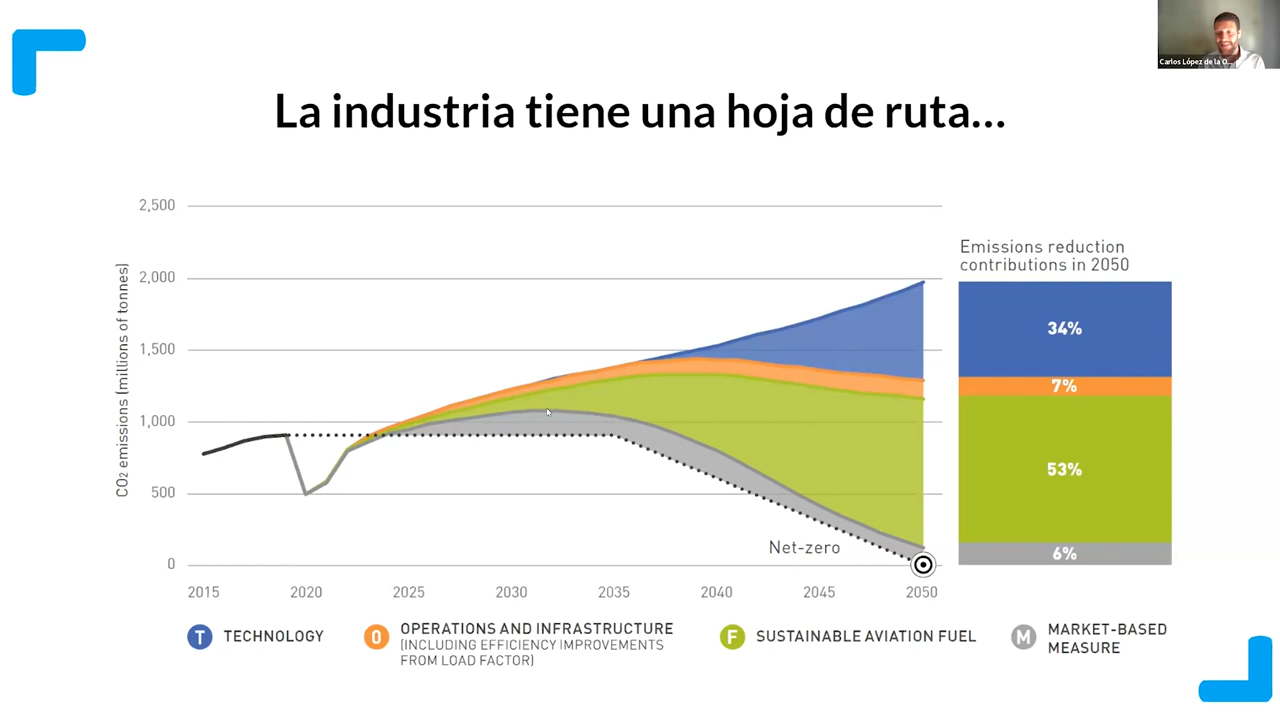 Carlos López de la O...
La industria tiene una hoja de ruta...
2,500
2,000
1,500
1,000
500
0
CO2 emissions (millions of tonnes)
2015 2020 2025 2030 2035 2040 2045 2050
Net-zero
Emissions reduction
contributions in 2050
34%
7%
53%
6%
T TECHNOLOGY
O OPERATIONS AND INFRASTRUCTURE
(INCLUDING EFFICIENCY IMPROVEMENTS
FROM LOAD FACTOR)
F SUSTAINABLE AVIATION FUEL
M MARKET-BASED
MEASURE